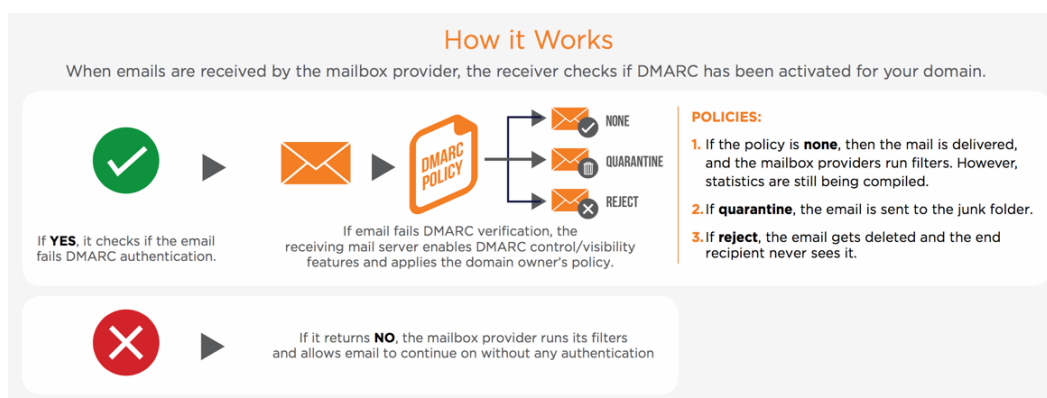 How it Works
When emails are received by the mailbox provider, the receiver checks if DMARC has been activated for your domain.
If YES, it checks if the email
fails DMARC authentication.
DMARC
POLICY
If email fails DMARC verification, the
receiving mail server enables DMARC control/visibility
features and applies the domain owner's policy.
NONE
QUARANTINE
REJECT
POLICIES:
1. If the policy is none, then the mail is delivered,
and the mailbox providers run filters. However,
statistics are still being compiled.
2. If quarantine, the email is sent to the junk folder.
3. If reject, the email gets deleted and the end
recipient never sees it.
If it returns NO, the mailbox provider runs its filters
and allows email to continue on without any authentication